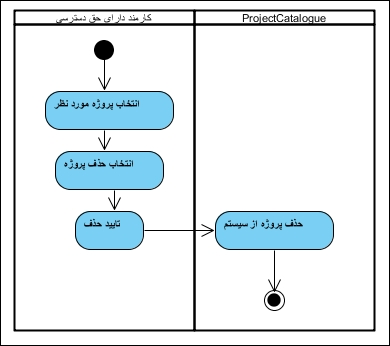 کارمند دارای حق دسترسی
ProjectCatalogue
انتخاب پروژه مورد نظر
انتخاب حذف پروژه
تایید حذف
حذف پروژه از سیستم